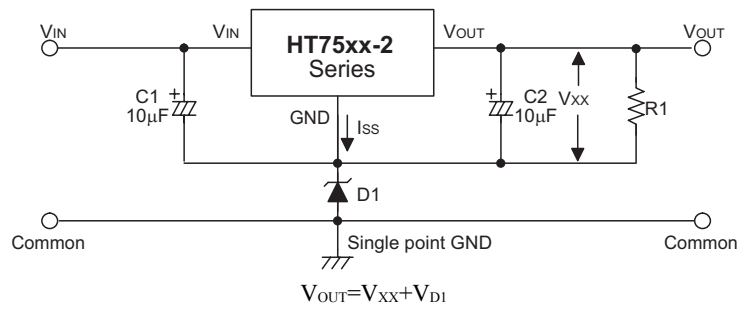 VIN
VIN
HT75xx-2
Series
VOUT
VOUT
C1
10μF
+
GND
ISS
+
C2
10μF
VXX
R1
D1
Common
Single point GND
Common
VOUT=VXX+VD1